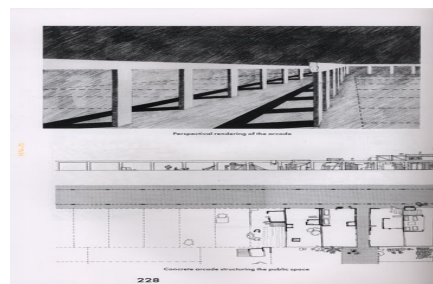 Perspectival rendering of the arcade
Concrete arcade structuring the public space
228